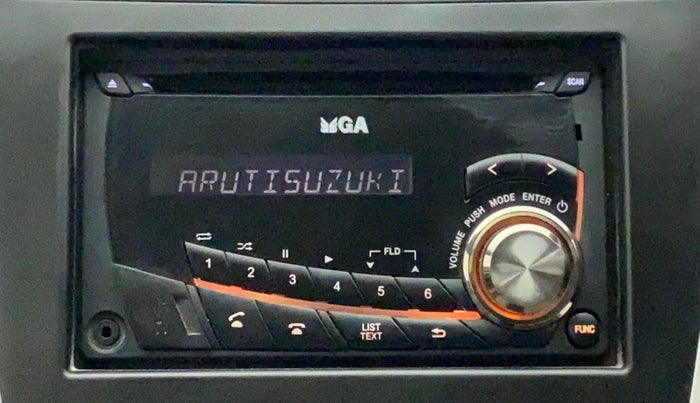 SCAN
MGA
ARUTISUZUKI
< >
VOLUME PUSH MODE ENTER
FLD
1 2 3 4 5 6
LIST
TEXT
FUNC